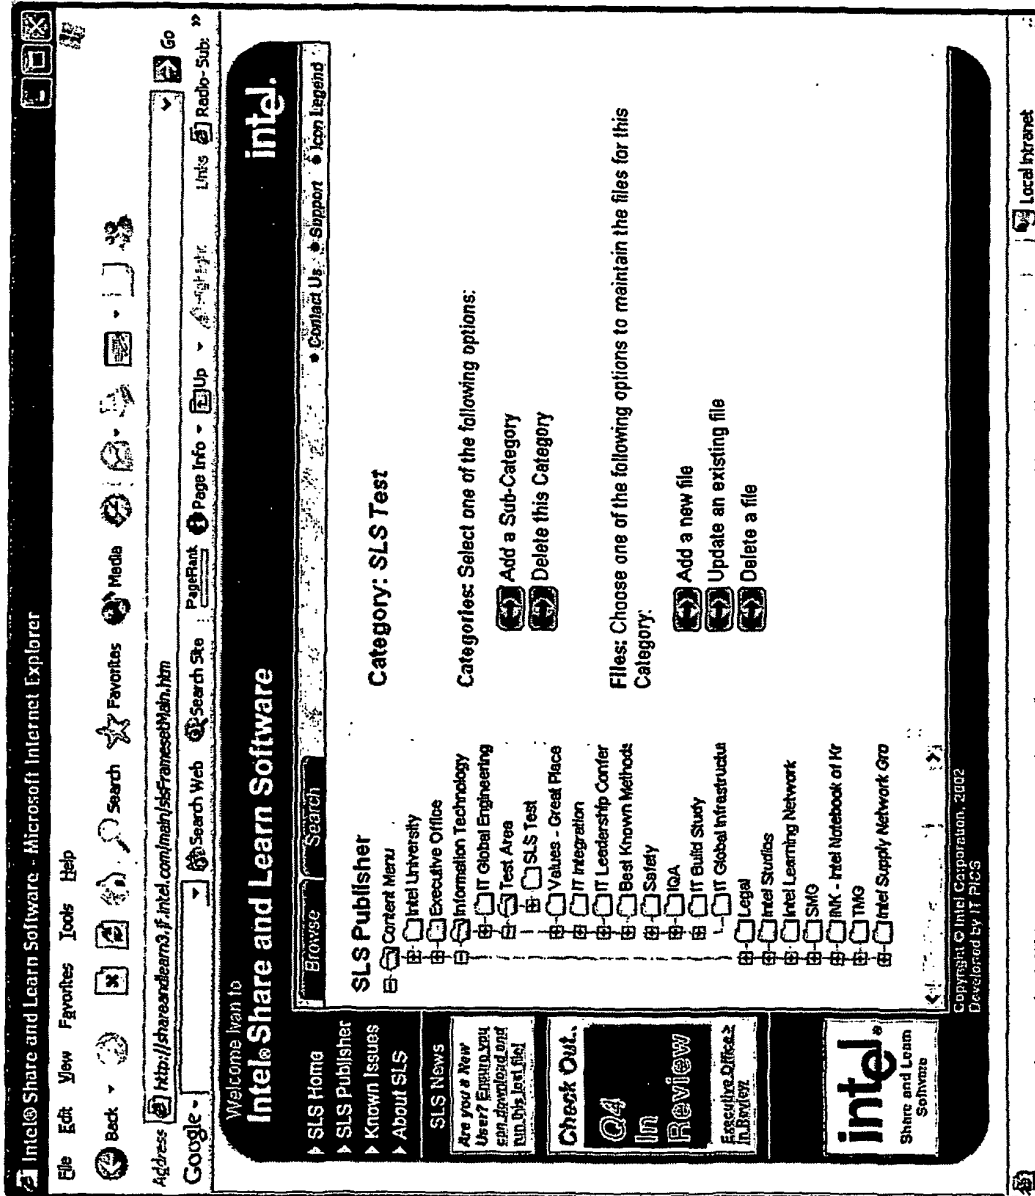 Intel® Share and Learn Software - Microsoft Internet Explorer
File Edit View Favorites Tools Help
Back Search Favorites Media
Address http://shareandlearn3.jf.intel.com/main/slsFramesetMain.htm Go
Google Search Web Search Site PageRank Page Info Up Highlight Links Radio- Sub: »
Welcome Ivan to
Intel® Share and Learn Software
intel.
Browse Search
Contact Us Support Icon Legend
SLS Home
SLS Publisher
Known Issues
About SLS
SLS News
Are you a New
User? Ensure you
can download and
run this test file!
Check Out..
Q4
In
Review
Executive Office >
In Review
intel®
Share and Learn
Software
SLS Publisher
Content Menu
Intel University
Executive Office
Information Technology
IT Global Engineering
Test Area
SLS Test
Values - Great Place
IT Integration
IT Leadership Confer
Best Known Methods
Safety
IQA
IT Build Study
IT Global Infrastructur
Legal
Intel Studios
Intel Learning Network
SMG
INK - Intel Notebook of Kr
TMG
Intel Supply Network Gro
Category: SLS Test
Categories: Select one of the following options:
Add a Sub-Category
Delete this Category
Files: Choose one of the following options to maintain the files for this
Category:
Add a new file
Update an existing file
Delete a file
Copyright © Intel Corporation, 2002
Developed by IT PICS
Local intranet